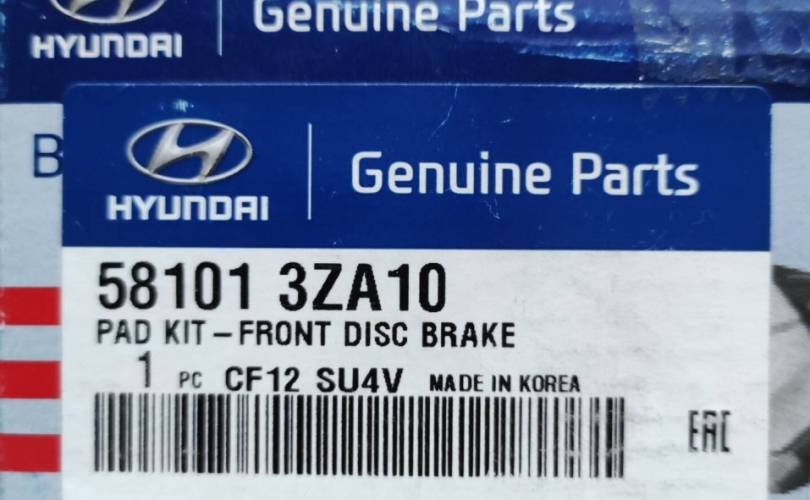 HYUNDAI
Genuine Parts
B
HYUNDAI
Genuine Parts
58101 3ZA10
PAD KIT – FRONT DISC BRAKE
1 PC CF12 SU4V MADE IN KOREA
EAC